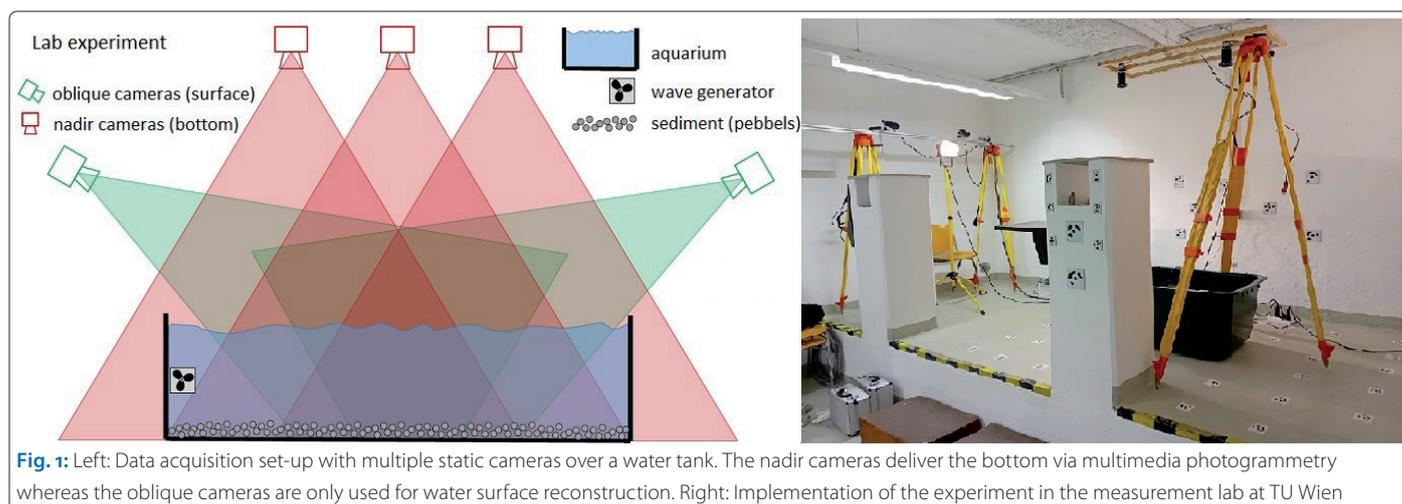 Lab experiment
oblique cameras (surface)
nadir cameras (bottom)
aquarium
wave generator
sediment (pebbels)
Fig. 1: Left: Data acquisition set-up with multiple static cameras over a water tank. The nadir cameras deliver the bottom via multimedia photogrammetry
whereas the oblique cameras are only used for water surface reconstruction. Right: Implementation of the experiment in the measurement lab at TU Wien